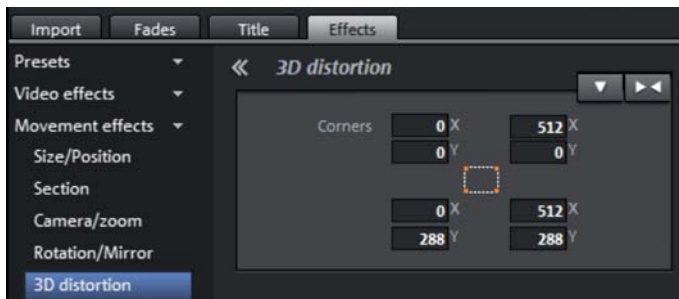 Import Fades Title Effects
Presets
Video effects
Movement effects
Size/Position
Section
Camera/zoom
Rotation/Mirror
3D distortion
3D distortion
Corners 0 X 512 X
0 Y 0 Y
0 X 512 X
288 Y 288 Y